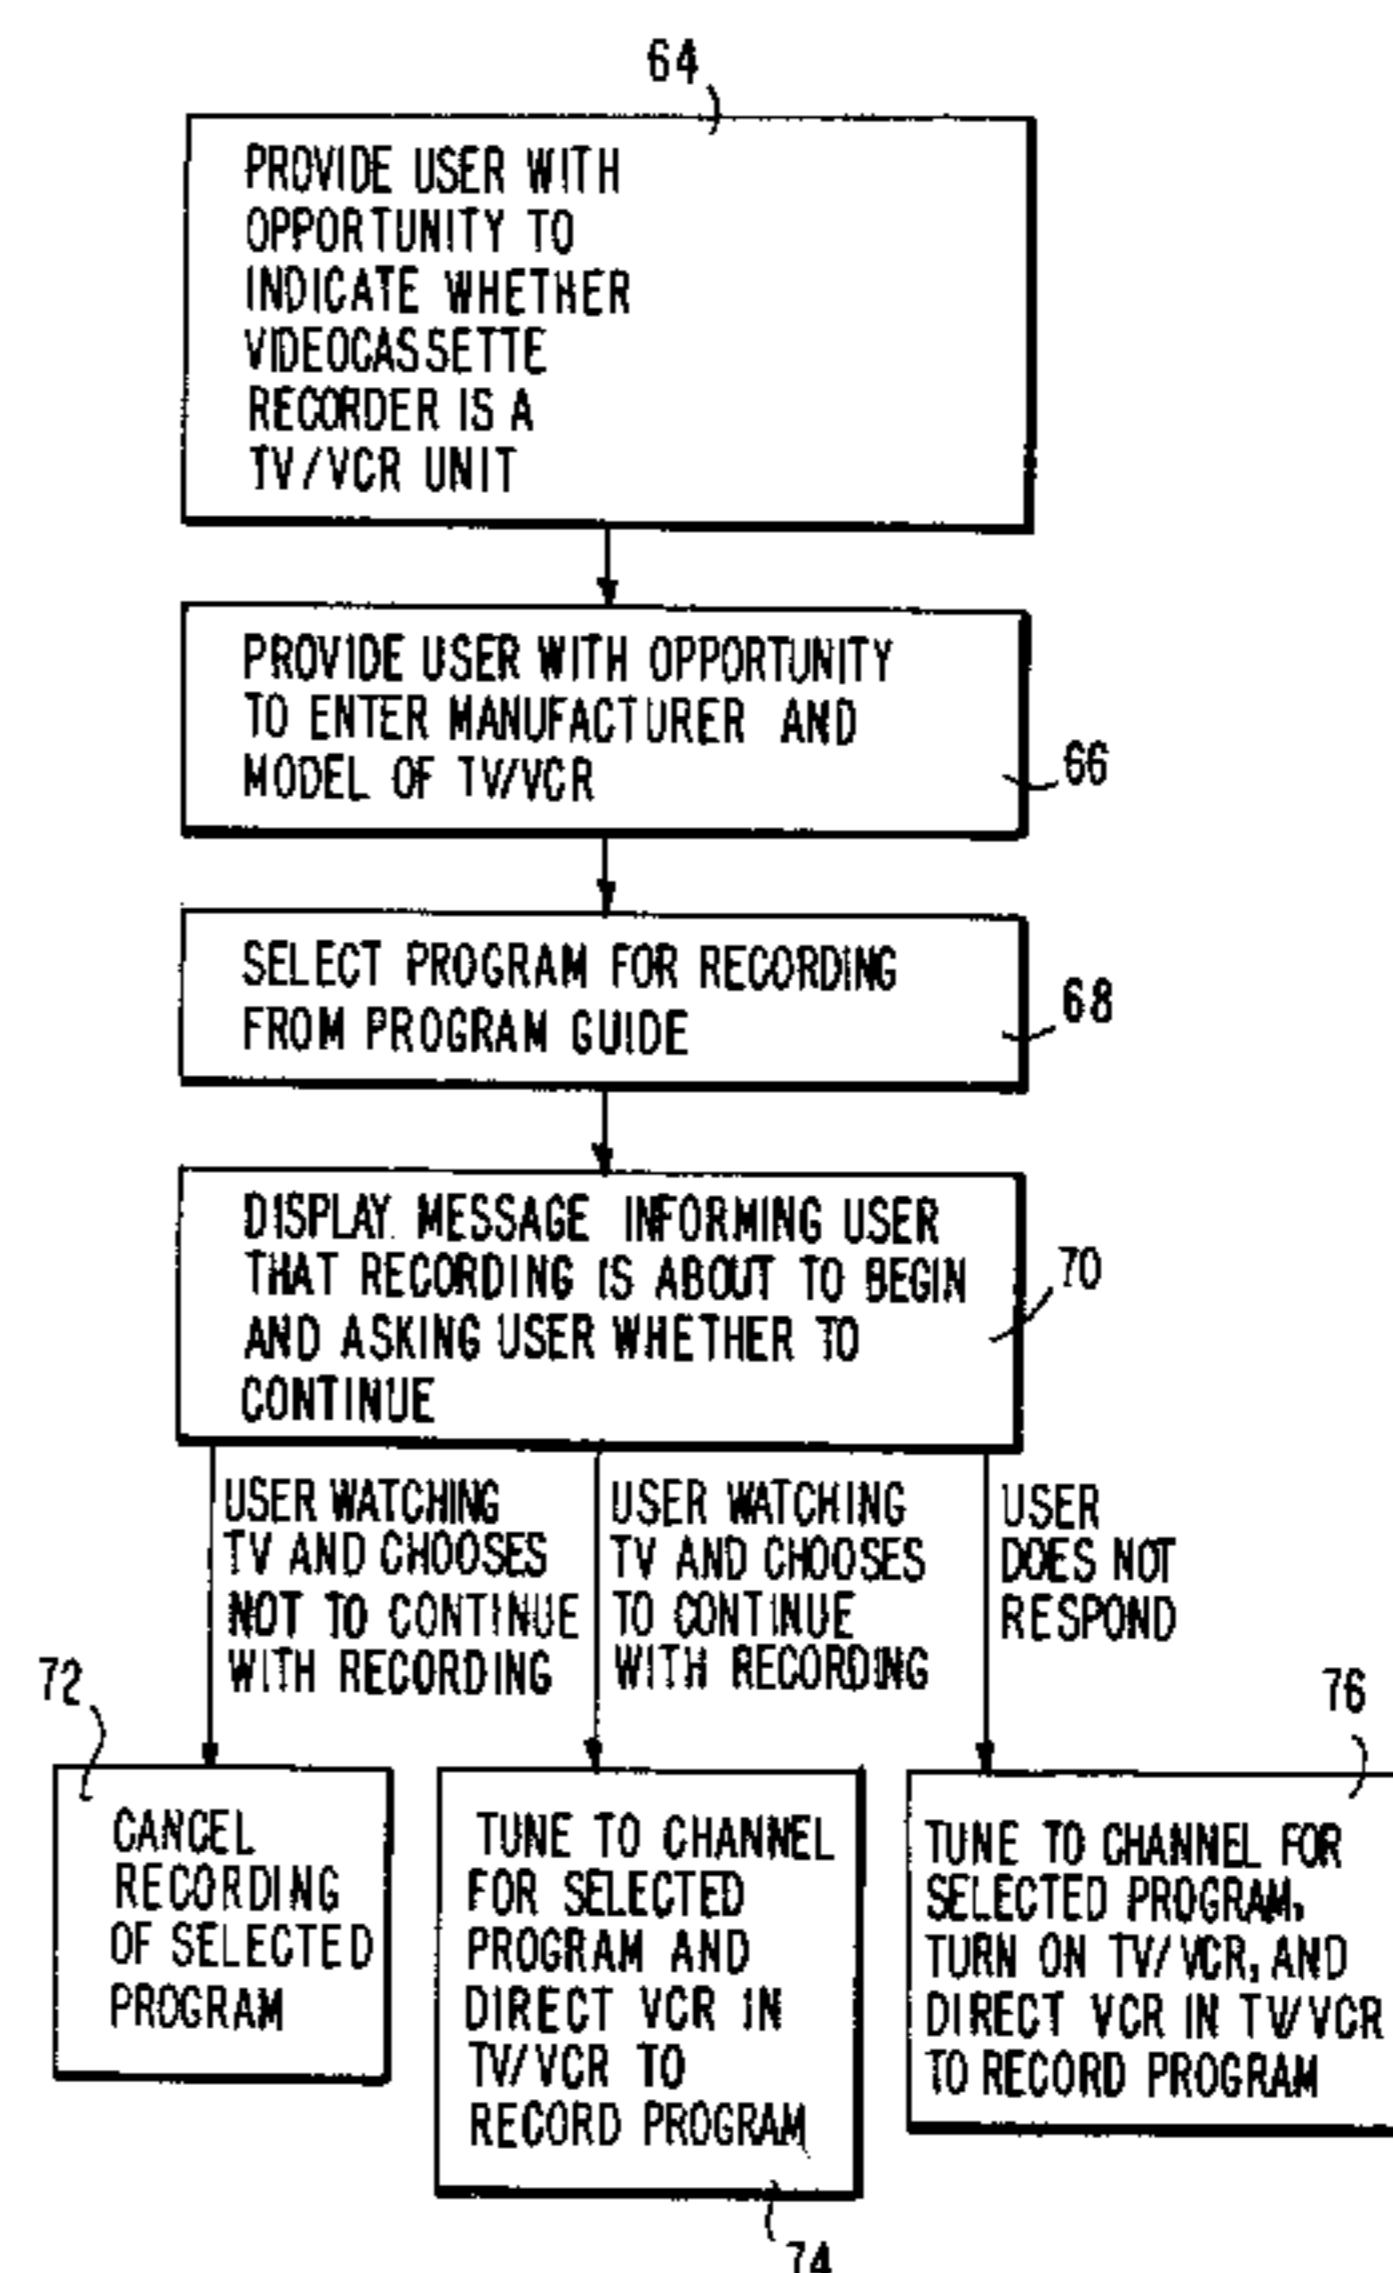 64
PROVIDE USER WITH
OPPORTUNITY TO
INDICATE WHETHER
VIDEOCASSETTE
RECORDER IS A
TV/VCR UNIT
PROVIDE USER WITH OPPORTUNITY
TO ENTER MANUFACTURER AND
MODEL OF TV/VCR
66
SELECT PROGRAM FOR RECORDING
FROM PROGRAM GUIDE
68
DISPLAY MESSAGE INFORMING USER
THAT RECORDING IS ABOUT TO BEGIN
AND ASKING USER WHETHER TO
CONTINUE
70
USER WATCHING
TV AND CHOOSES
NOT TO CONTINUE
WITH RECORDING
USER WATCHING
TV AND CHOOSES
TO CONTINUE
WITH RECORDING
USER
DOES NOT
RESPOND
72
CANCEL
RECORDING
OF SELECTED
PROGRAM
TUNE TO CHANNEL
FOR SELECTED
PROGRAM AND
DIRECT VCR IN
TV/VCR TO
RECORD PROGRAM
74
76
TUNE TO CHANNEL FOR
SELECTED PROGRAM,
TURN ON TV/VCR, AND
DIRECT VCR IN TV/VCR
TO RECORD PROGRAM